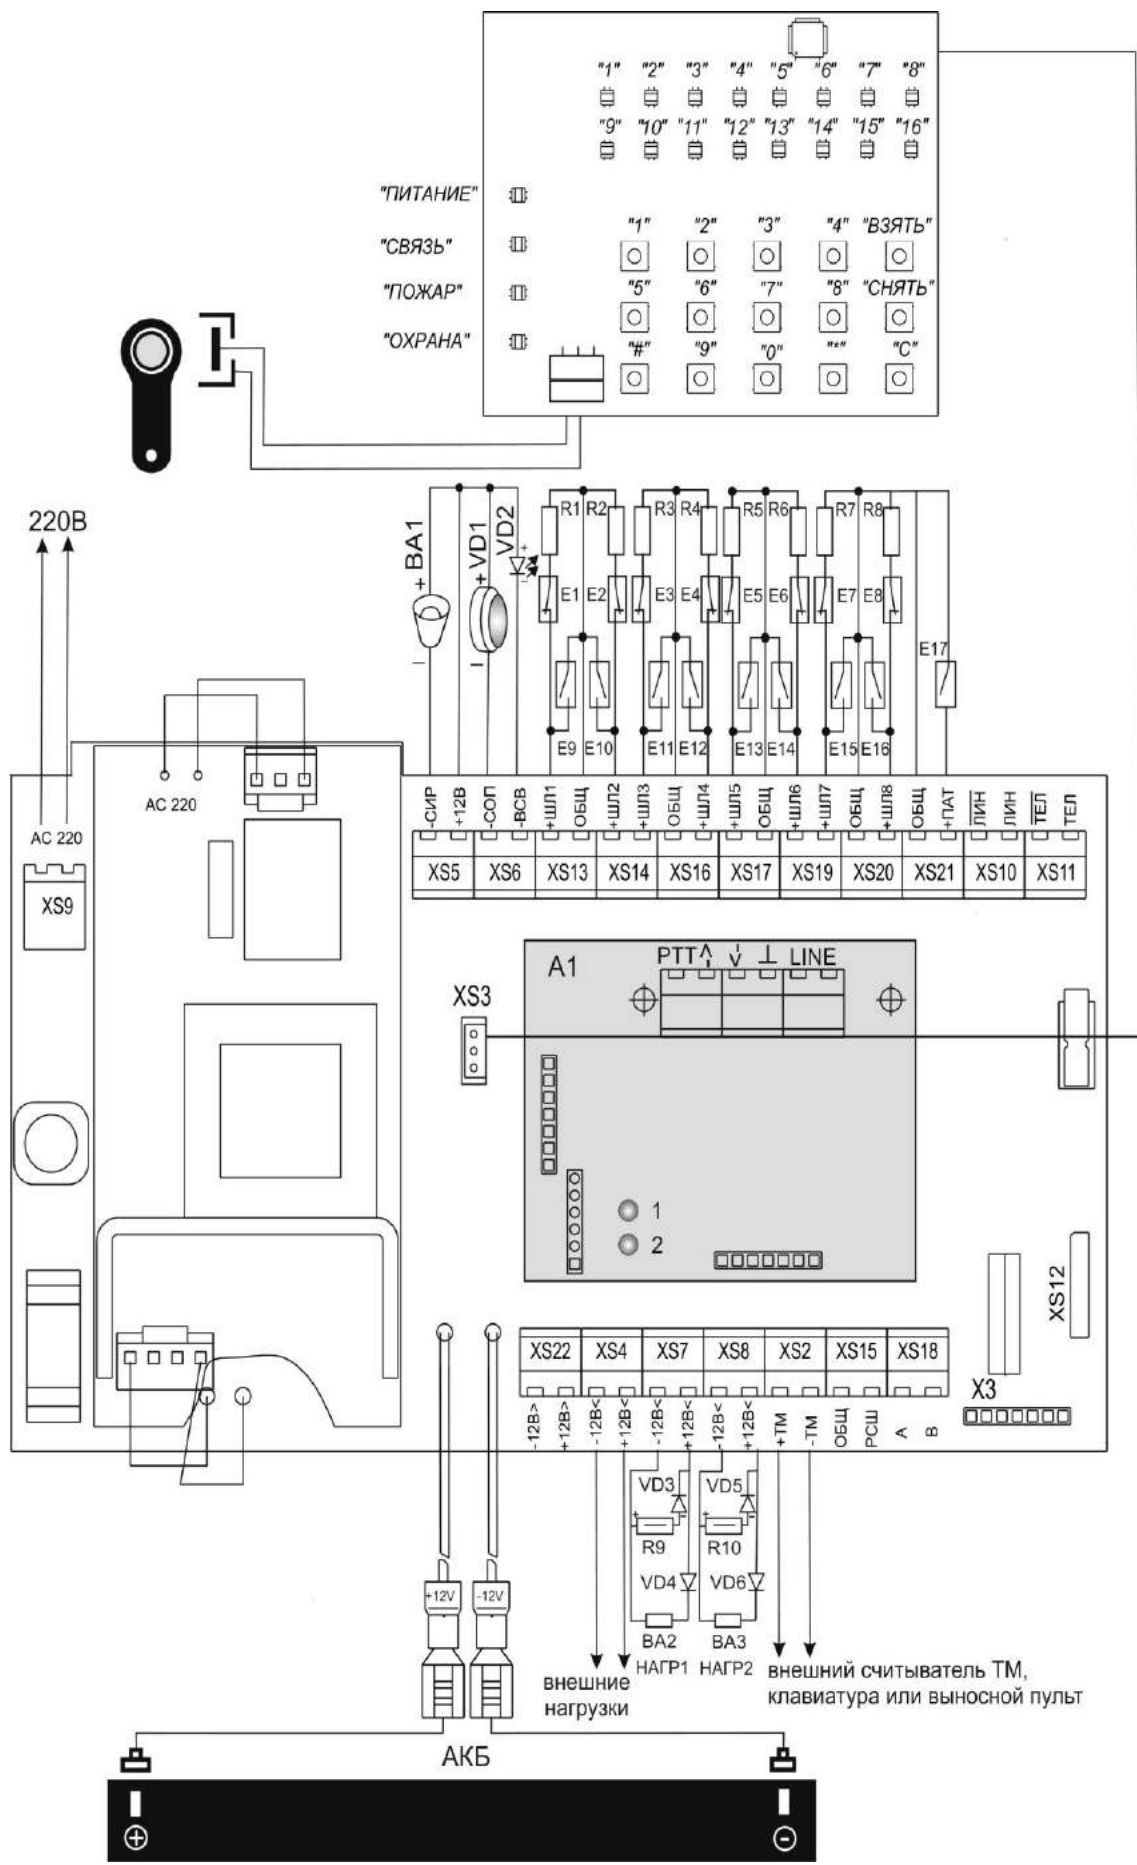 "1" "2" "3" "4" "5" "6" "7" "8"
"9" "10" "11" "12" "13" "14" "15" "16"
"ПИТАНИЕ"
"СВЯЗЬ"
"ПОЖАР"
"ОХРАНА"
"1" "2" "3" "4" "ВЗЯТЬ"
"5" "6" "7" "8" "СНЯТЬ"
"#" "9" "0" "*" "С"
220В
+ BA1
+ VD1
VD2
+
–
–
–
R1 R2 R3 R4 R5 R6 R7 R8
E1 E2 E3 E4 E5 E6 E7 E8
E17
E9 E10 E11 E12 E13 E14 E15 E16
AC 220
AC 220
-СИР
+12В
-СОП
-ВСВ
+ШЛ1
ОБЩ
+ШЛ2
+ШЛ3
ОБЩ
+ШЛ4
+ШЛ5
ОБЩ
+ШЛ6
+ШЛ7
ОБЩ
+ШЛ8
ОБЩ
+ПАТ
ЛИН
ЛИН
ТЕЛ
ТЕЛ
XS9
XS5 XS6 XS13 XS14 XS16 XS17 XS19 XS20 XS21 XS10 XS11
A1
PTT LINE
XS3
1
2
XS12
XS22 XS4 XS7 XS8 XS2 XS15 XS18
X3
-12В>
+12В>
-12В<
+12В<
-12В<
+12В<
-12В<
+12В<
+ТМ
-ТМ
ОБЩ
РСШ
A
B
VD3 VD5
+ – + –
R9 R10
VD4 VD6
BA2 BA3
НАГР1 НАГР2
+12V -12V
внешние
нагрузки
внешний считыватель ТМ,
клавиатура или выносной пульт
АКБ
+ -